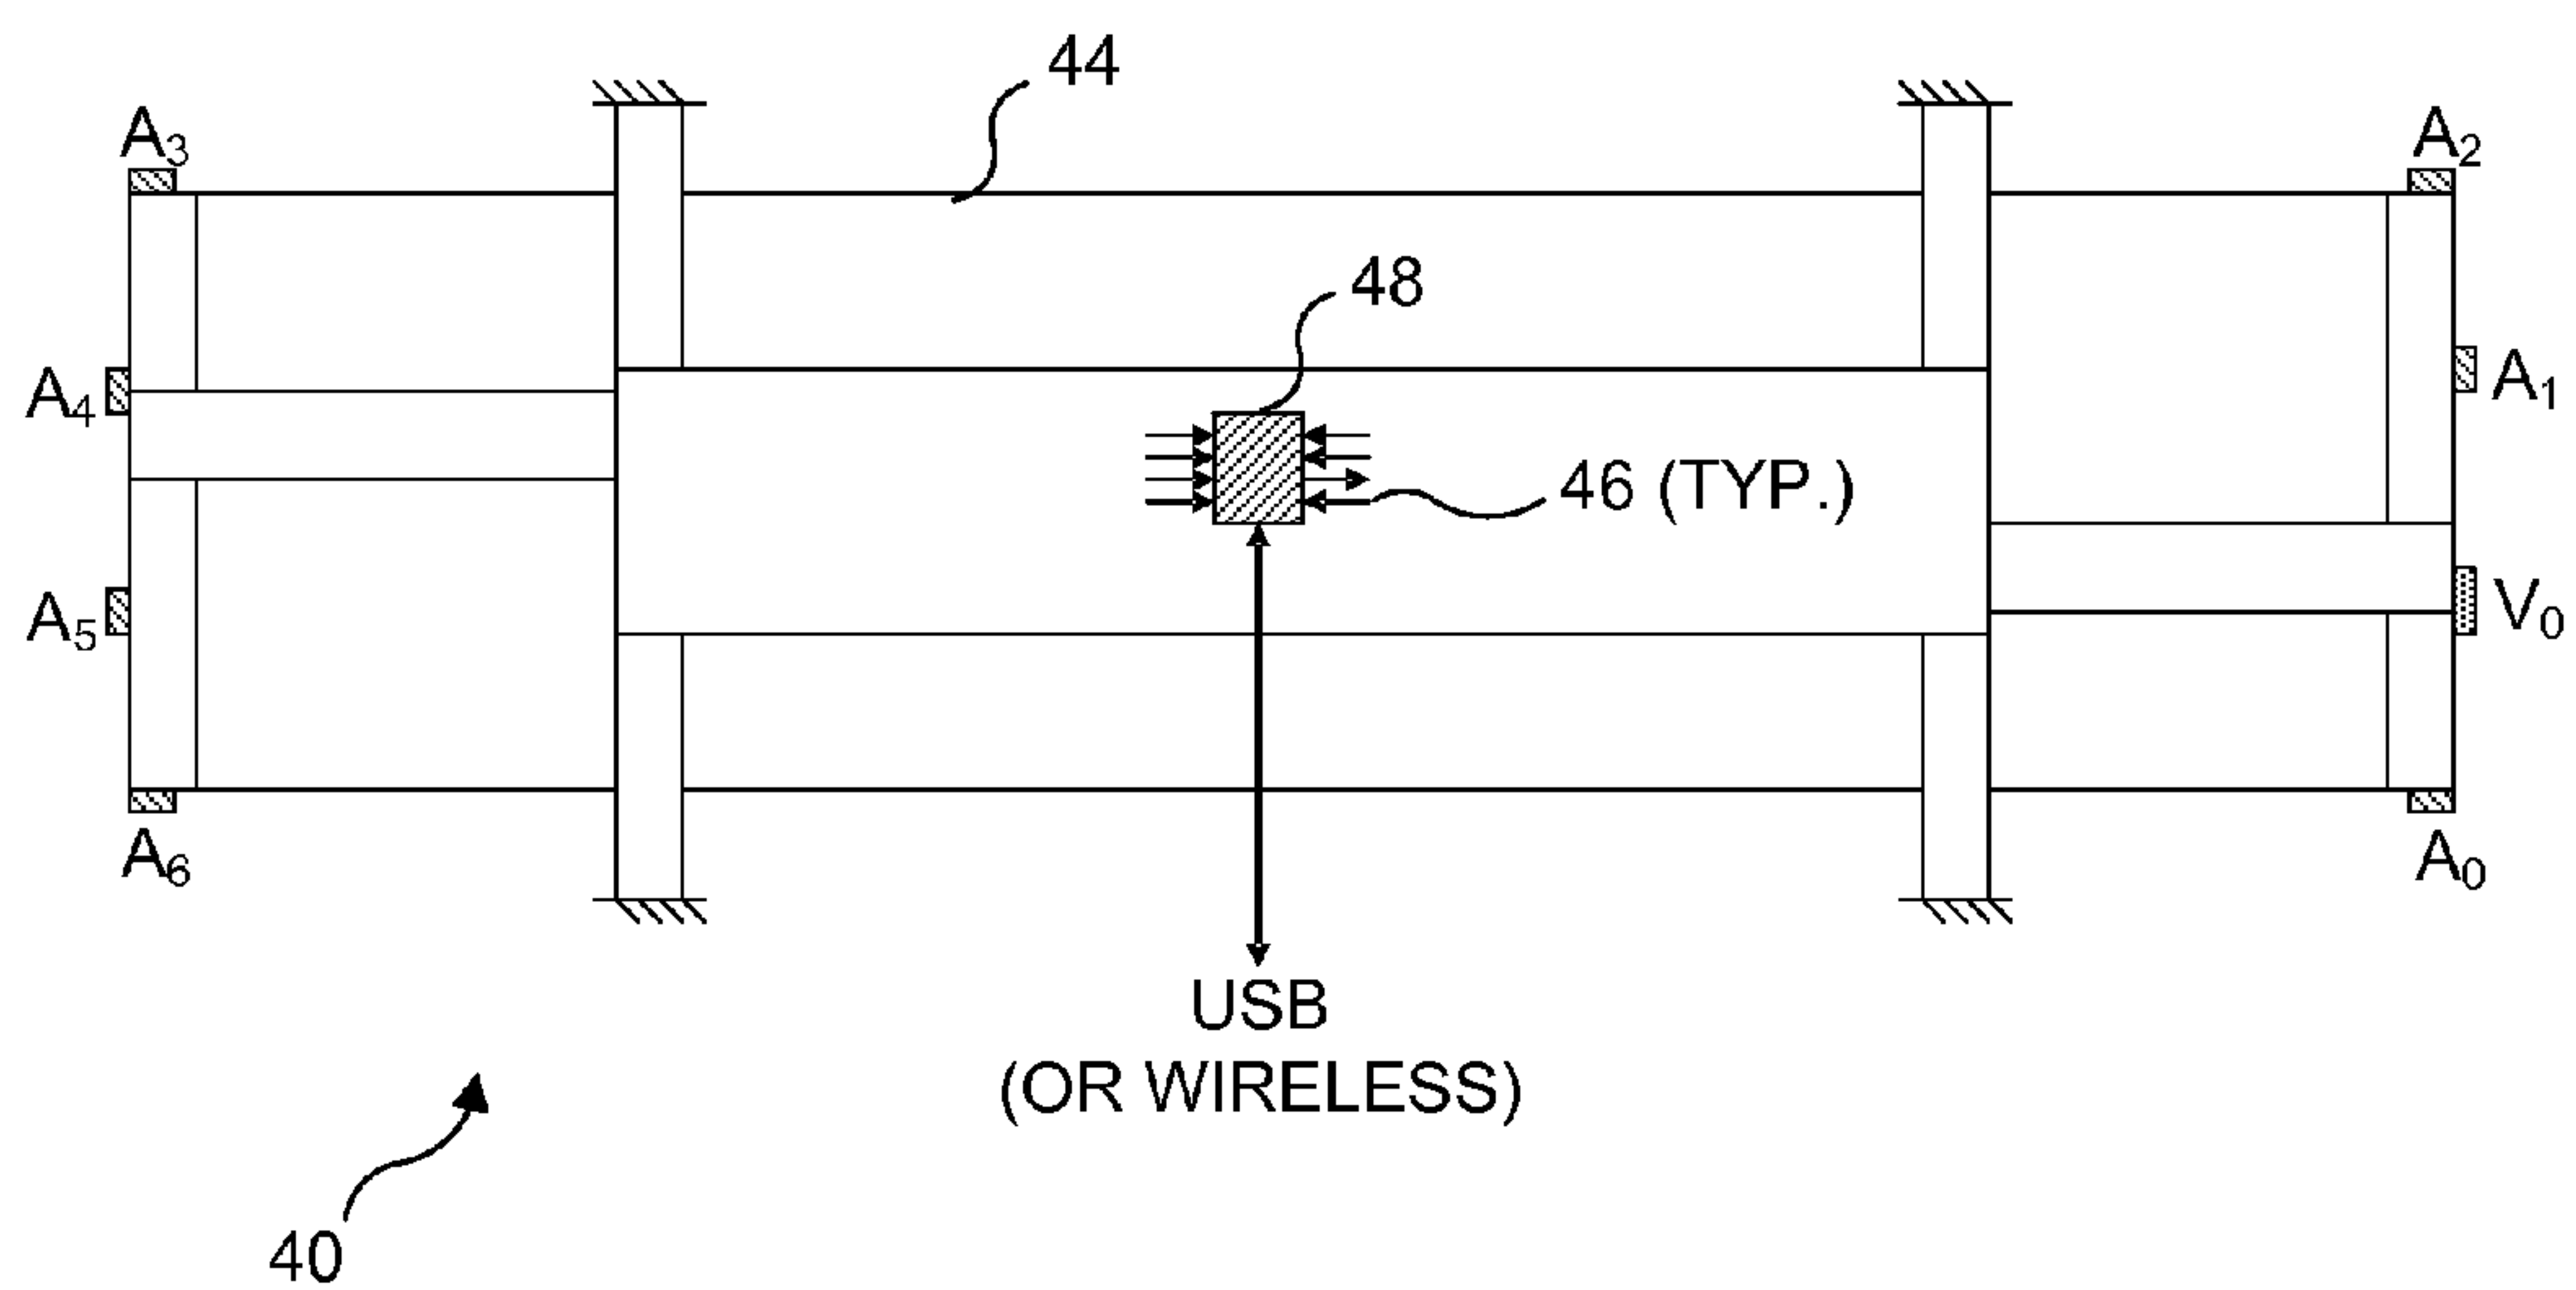 44
A3
A2
48
A4
A1
46 (TYP.)
A5
V0
A6
A0
USB
(OR WIRELESS)
40